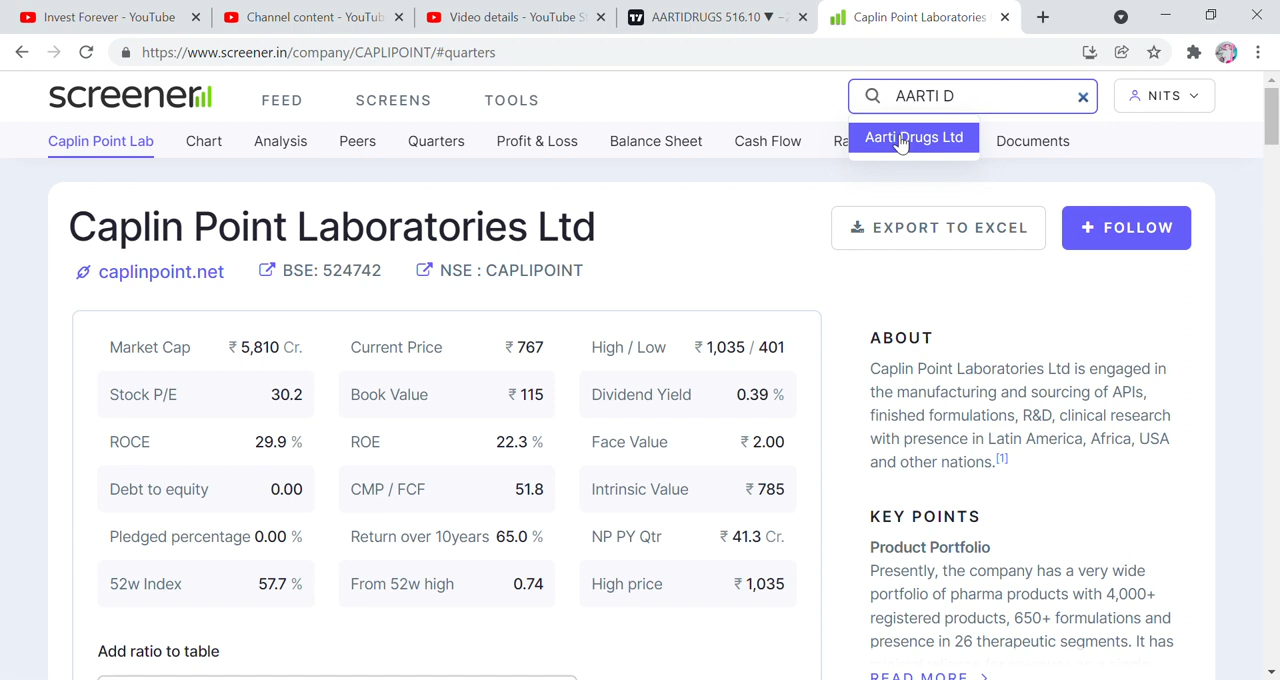 Invest Forever - YouTube
Channel content - YouTub
Video details - YouTube S
AARTIDRUGS 516.10 ▼ −2
Caplin Point Laboratories
https://www.screener.in/company/CAPLIPOINT/#quarters
screener
FEED
SCREENS
TOOLS
AARTI D
NITS
Caplin Point Lab
Chart
Analysis
Peers
Quarters
Profit & Loss
Balance Sheet
Cash Flow
Ra
Aarti Drugs Ltd
Documents
Caplin Point Laboratories Ltd
EXPORT TO EXCEL
+ FOLLOW
caplinpoint.net
BSE: 524742
NSE : CAPLIPOINT
Market Cap ₹ 5,810 Cr.
Current Price ₹ 767
High / Low ₹ 1,035 / 401
Stock P/E 30.2
Book Value ₹ 115
Dividend Yield 0.39 %
ROCE 29.9 %
ROE 22.3 %
Face Value ₹ 2.00
Debt to equity 0.00
CMP / FCF 51.8
Intrinsic Value ₹ 785
Pledged percentage 0.00 %
Return over 10years 65.0 %
NP PY Qtr ₹ 41.3 Cr.
52w Index 57.7 %
From 52w high 0.74
High price ₹ 1,035
Add ratio to table
ABOUT
Caplin Point Laboratories Ltd is engaged in
the manufacturing and sourcing of APIs,
finished formulations, R&D, clinical research
with presence in Latin America, Africa, USA
and other nations.[1]
KEY POINTS
Product Portfolio
Presently, the company has a very wide
portfolio of pharma products with 4,000+
registered products, 650+ formulations and
presence in 26 therapeutic segments. It has
READ MORE